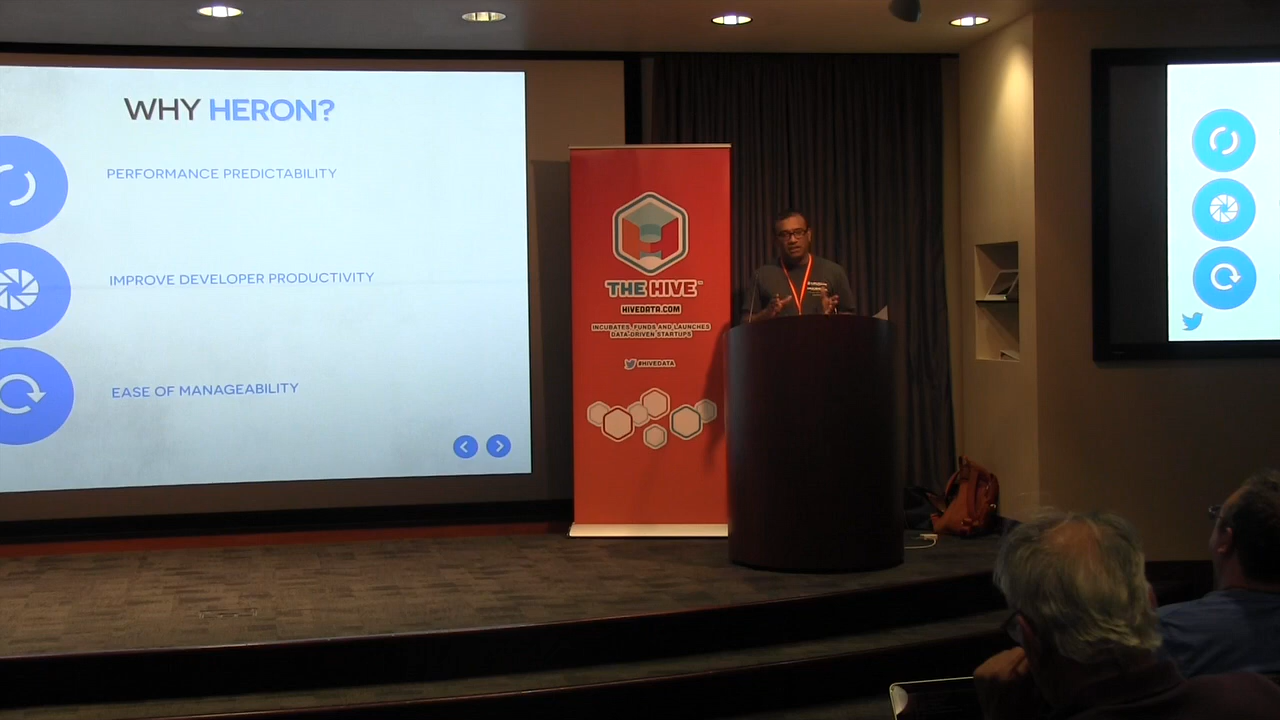 WHY HERON?
PERFORMANCE PREDICTABILITY
IMPROVE DEVELOPER PRODUCTIVITY
EASE OF MANAGEABILITY
THE HIVE
HIVEDATA.COM
INCUBATES, FUNDS AND LAUNCHES
DATA-DRIVEN STARTUPS
#HIVEDATA